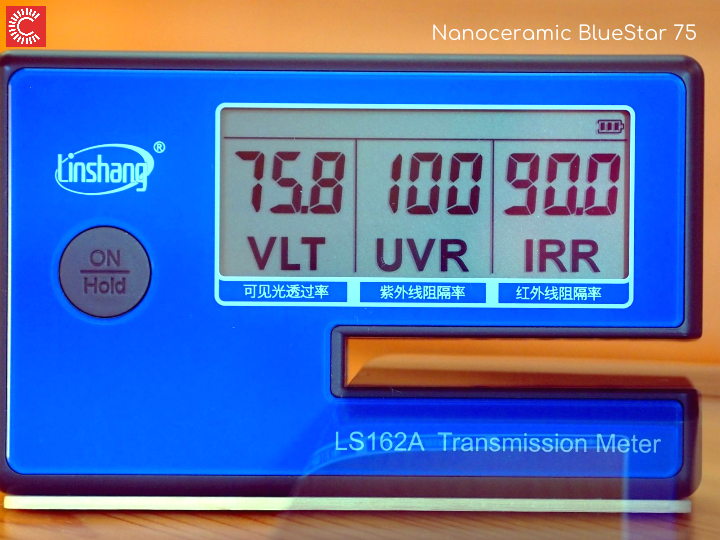 Nanoceramic BlueStar 75
Linshang®
ON
Hold
75.8 100 90.0
VLT UVR IRR
可见光透过率 紫外线阻隔率 红外线阻隔率
LS162A Transmission Meter